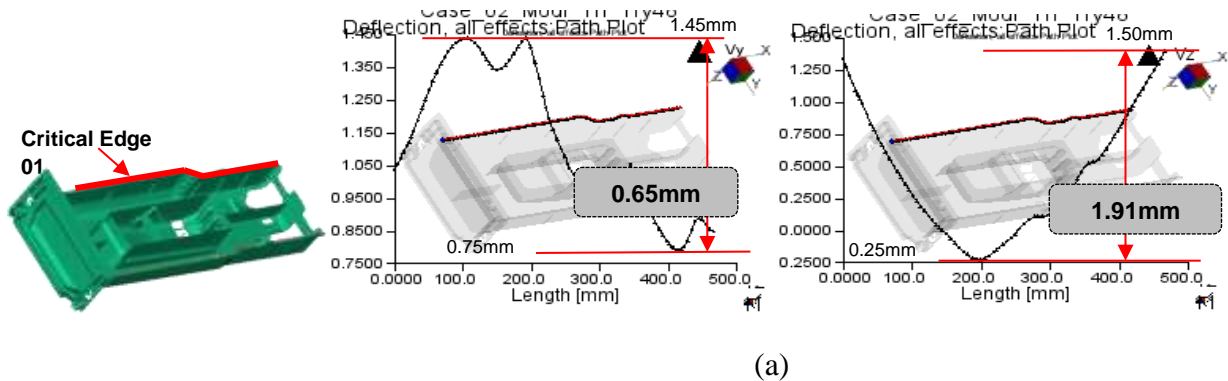 Critical Edge
01
Deflection, all effects:Path Plot
1.450
1.350
1.250
1.150
1.050
0.9500
0.8500
0.7500
0.0000
100.0
200.0
300.0
400.0
500.0
Length [mm]
1.45mm
0.65mm
0.75mm
Vy
X
Z
Y
Deflection, all effects:Path Plot
1.500
1.250
1.000
0.7500
0.5000
0.2500
0.0000
0.2500
0.0000
100.0
200.0
300.0
400.0
500.0
Length [mm]
1.50mm
1.91mm
0.25mm
Vz
X
Z
Y
(a)